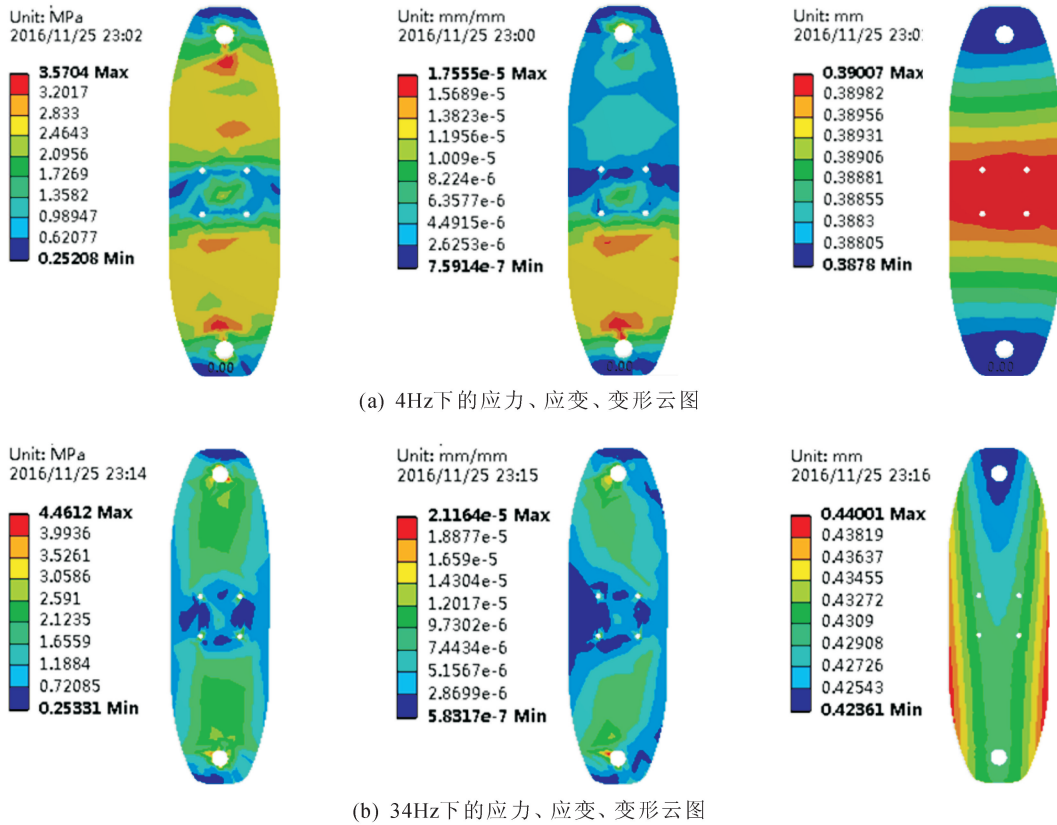 Unit: MPa
2016/11/25 23:02
3.5704 Max
3.2017
2.833
2.4643
2.0956
1.7269
1.3582
0.98947
0.62077
0.25208 Min
0.00
Unit: mm/mm
2016/11/25 23:00
1.7555e-5 Max
1.5689e-5
1.3823e-5
1.1956e-5
1.009e-5
8.224e-6
6.3577e-6
4.4915e-6
2.6253e-6
7.5914e-7 Min
0.00
Unit: mm
2016/11/25 23:0
0.39007 Max
0.38982
0.38956
0.38931
0.38906
0.38881
0.38855
0.3883
0.38805
0.3878 Min
0.00
(a) 4Hz下的应力、应变、变形云图
Unit: MPa
2016/11/25 23:14
4.4612 Max
3.9936
3.5261
3.0586
2.591
2.1235
1.6559
1.1884
0.72085
0.25331 Min
Unit: mm/mm
2016/11/25 23:15
2.1164e-5 Max
1.8877e-5
1.659e-5
1.4304e-5
1.2017e-5
9.7302e-6
7.4434e-6
5.1567e-6
2.8699e-6
5.8317e-7 Min
Unit: mm
2016/11/25 23:16
0.44001 Max
0.43819
0.43637
0.43455
0.43272
0.4309
0.42908
0.42726
0.42543
0.42361 Min
(b) 34Hz下的应力、应变、变形云图